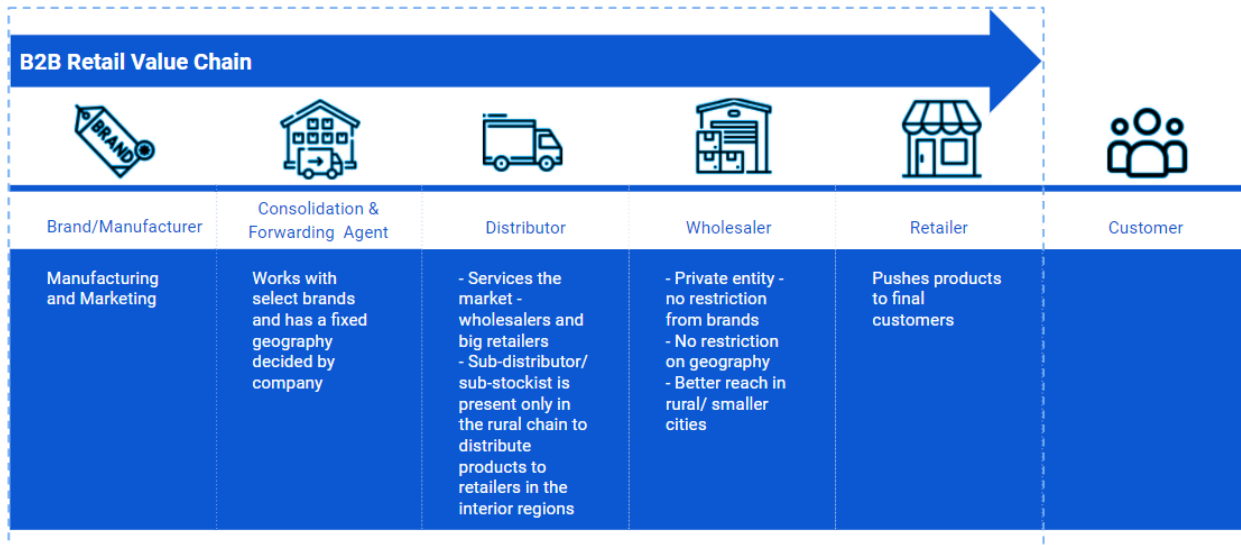 B2B Retail Value Chain
BRAND
Brand/Manufacturer
Consolidation &
Forwarding Agent
Distributor
Wholesaler
Retailer
Customer
Manufacturing
and Marketing
Works with
select brands
and has a fixed
geography
decided by
company
- Services the
market -
wholesalers and
big retailers
- Sub-distributor/
sub-stockist is
present only in
the rural chain to
distribute
products to
retailers in the
interior regions
- Private entity -
no restriction
from brands
- No restriction
on geography
- Better reach in
rural/ smaller
cities
Pushes products
to final
customers